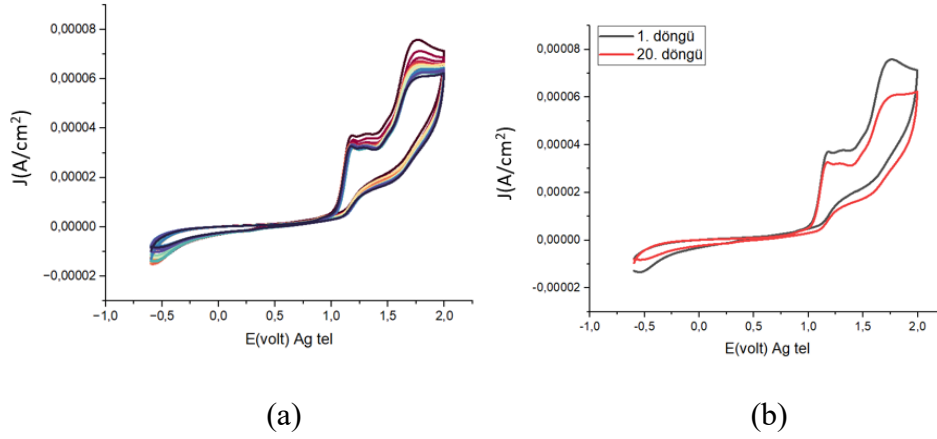 0,00008
0,00006
0,00004
0,00002
0,00000
−0,00002
J(A/cm²)
−1,0 −0,5 0,0 0,5 1,0 1,5 2,0
E(volt) Ag tel
(a)
1. döngü
20. döngü
0,00008
0,00006
0,00004
0,00002
0,00000
-0,00002
J(A/cm²)
-1,0 -0,5 0,0 0,5 1,0 1,5 2,0
E(volt) Ag tel
(b)